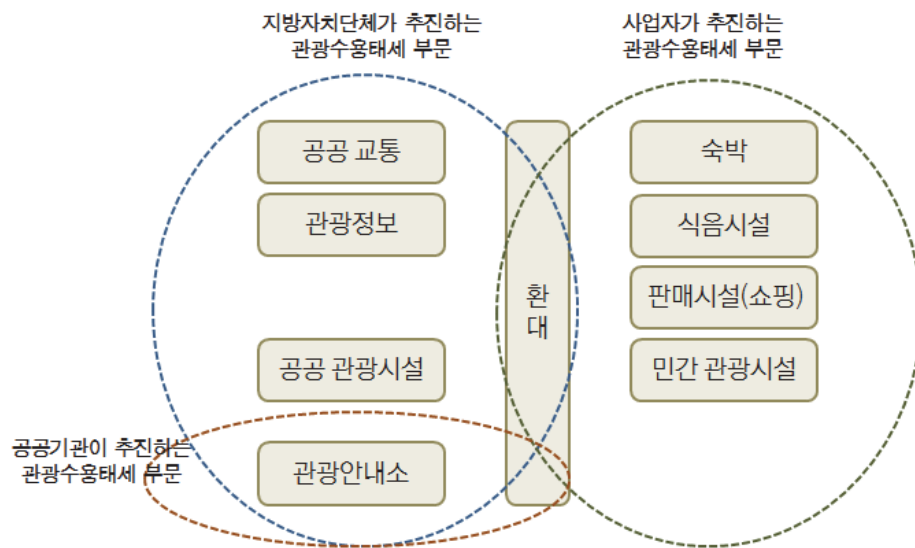 지방자치단체가 추진하는
관광수용태세 부문
사업자가 추진하는
관광수용태세 부문
공공 교통
관광정보
공공 관광시설
관광안내소
환
대
숙박
식음시설
판매시설(쇼핑)
민간 관광시설
공공기관이 추진하는
관광수용태세 부문